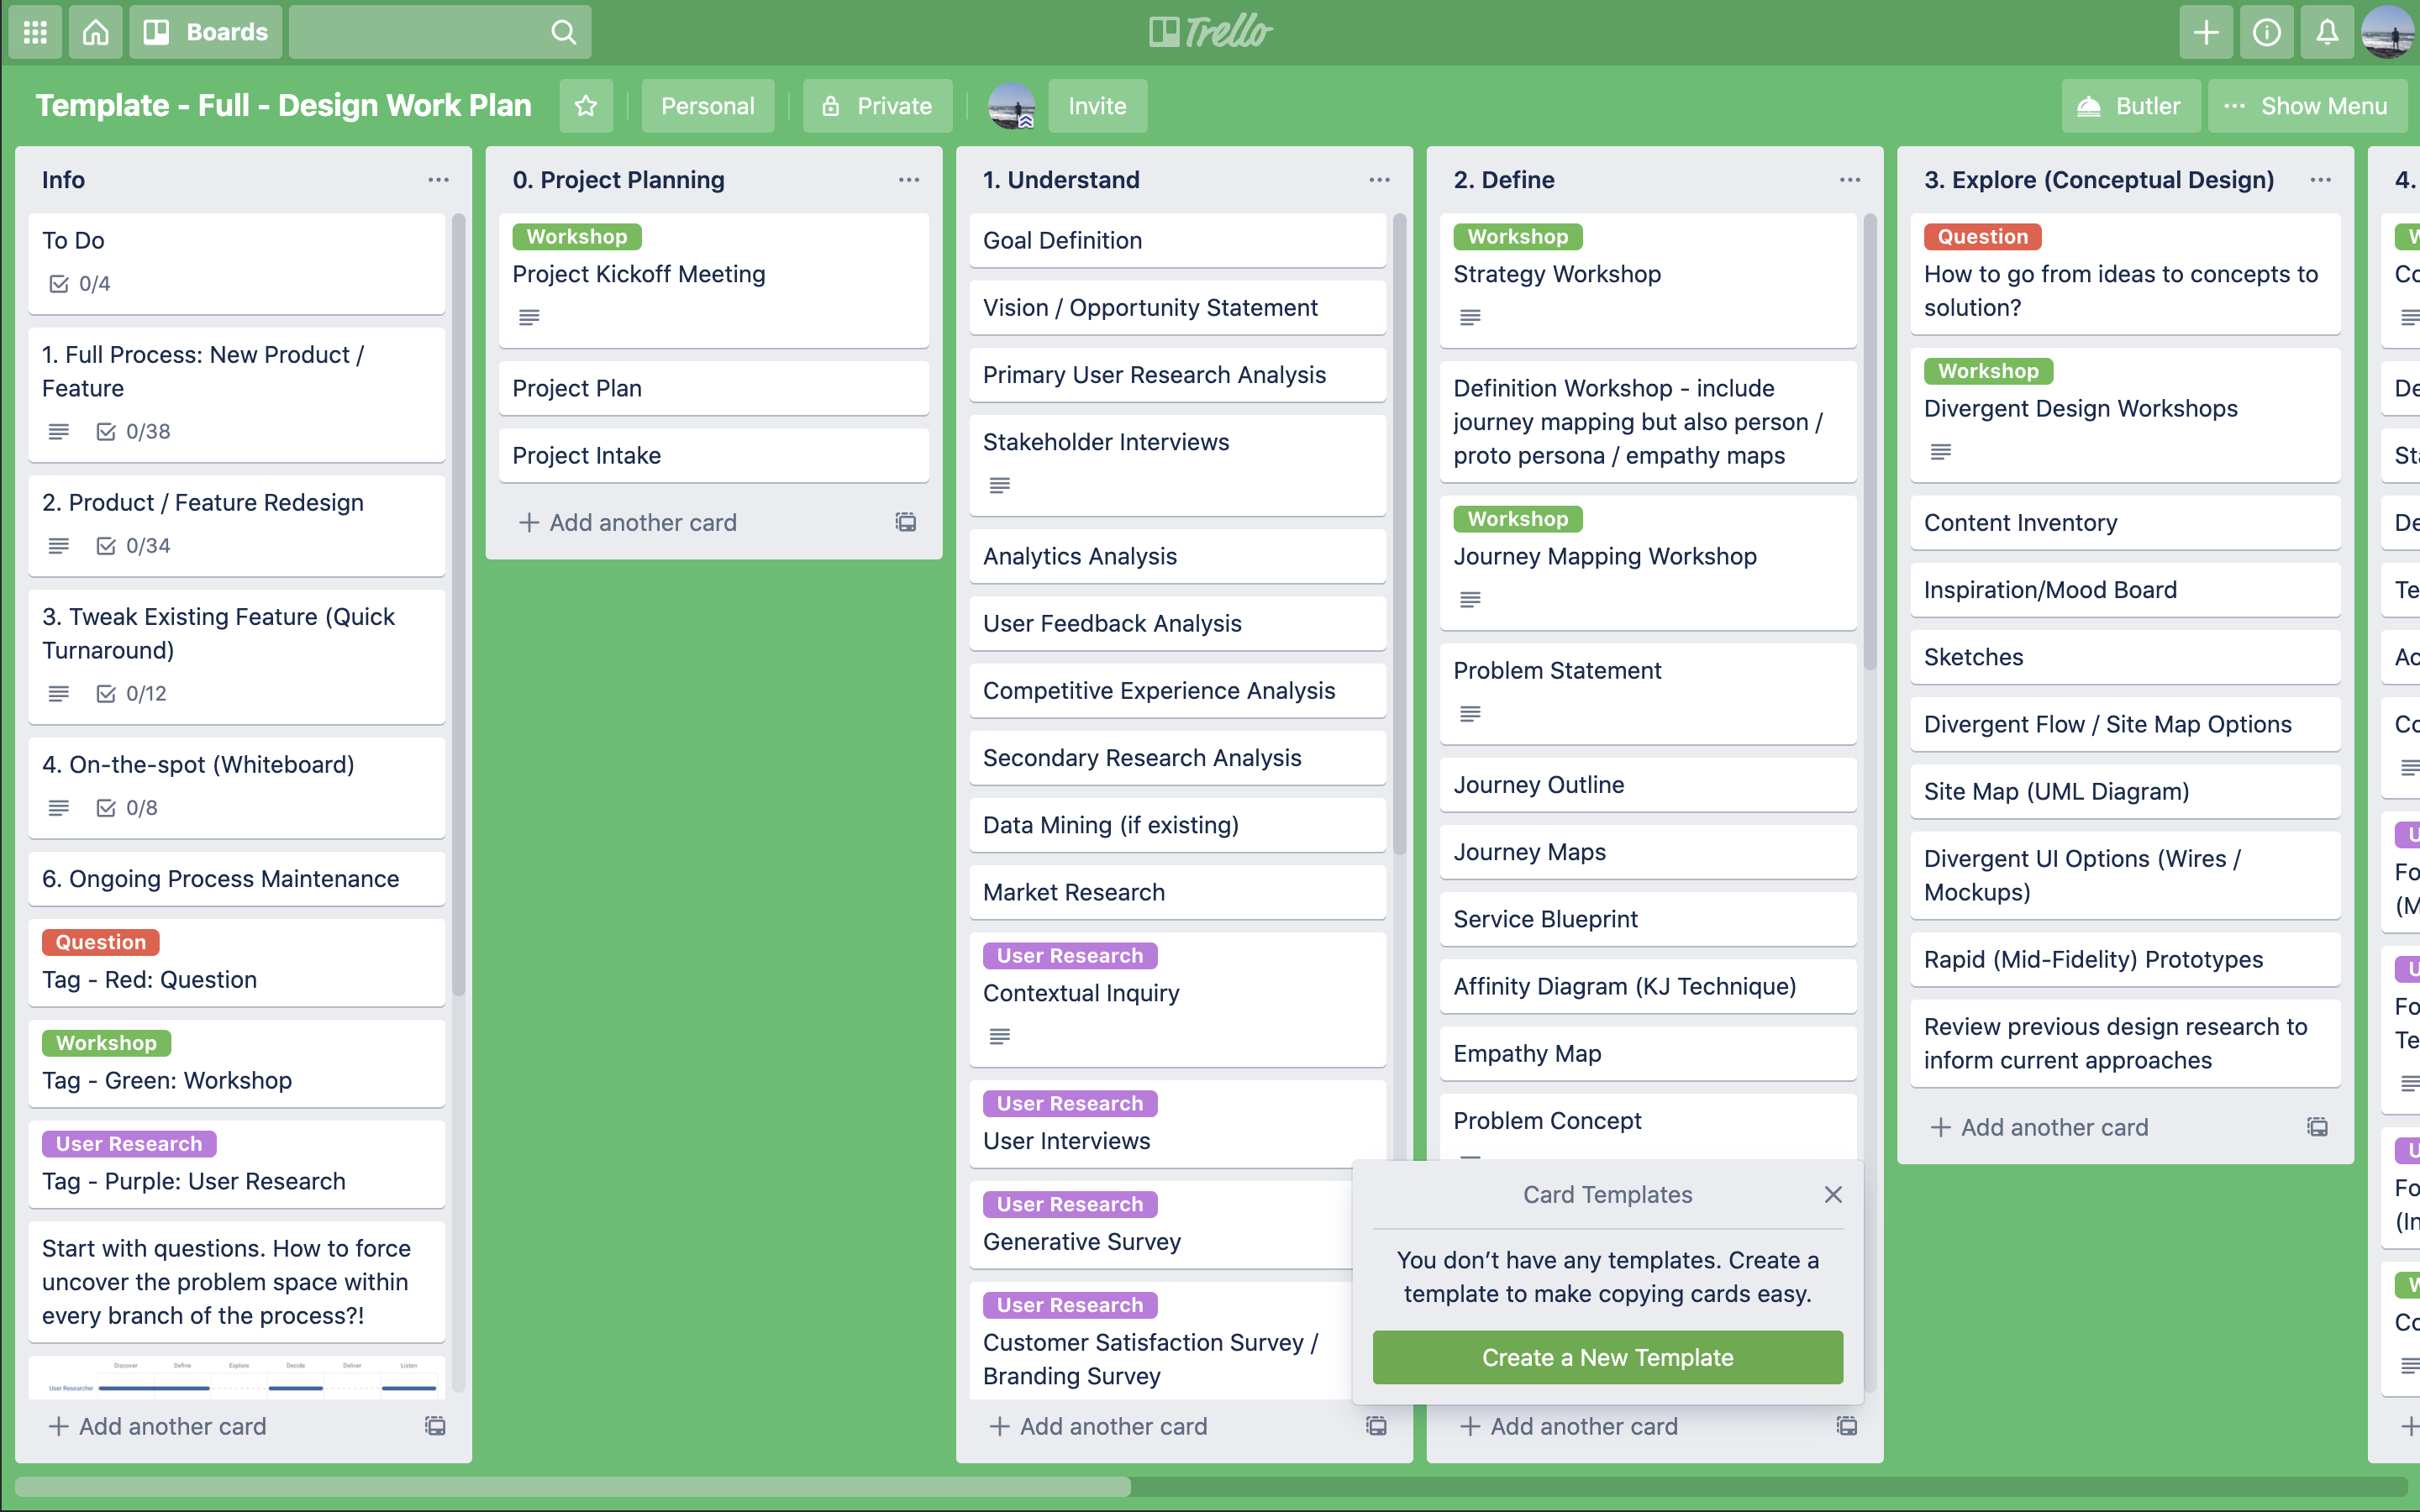 Boards
Trello
Template - Full - Design Work Plan
Personal
Private
Invite
Butler
Show Menu
Info
To Do
0/4
1. Full Process: New Product /
Feature
0/38
2. Product / Feature Redesign
0/34
3. Tweak Existing Feature (Quick
Turnaround)
0/12
4. On-the-spot (Whiteboard)
0/8
6. Ongoing Process Maintenance
Question
Tag - Red: Question
Workshop
Tag - Green: Workshop
User Research
Tag - Purple: User Research
Start with questions. How to force
uncover the problem space within
every branch of the process?!
Discover Define Explore Decide Deliver Listen
User Researcher
Add another card
0. Project Planning
Workshop
Project Kickoff Meeting
Project Plan
Project Intake
Add another card
1. Understand
Goal Definition
Vision / Opportunity Statement
Primary User Research Analysis
Stakeholder Interviews
Analytics Analysis
User Feedback Analysis
Competitive Experience Analysis
Secondary Research Analysis
Data Mining (if existing)
Market Research
User Research
Contextual Inquiry
User Research
User Interviews
User Research
Generative Survey
User Research
Customer Satisfaction Survey /
Branding Survey
Add another card
2. Define
Workshop
Strategy Workshop
Definition Workshop - include
journey mapping but also person /
proto persona / empathy maps
Workshop
Journey Mapping Workshop
Problem Statement
Journey Outline
Journey Maps
Service Blueprint
Affinity Diagram (KJ Technique)
Empathy Map
Problem Concept
Card Templates
You don't have any templates. Create a
template to make copying cards easy.
Create a New Template
Add another card
3. Explore (Conceptual Design)
Question
How to go from ideas to concepts to
solution?
Workshop
Divergent Design Workshops
Content Inventory
Inspiration/Mood Board
Sketches
Divergent Flow / Site Map Options
Site Map (UML Diagram)
Divergent UI Options (Wires /
Mockups)
Rapid (Mid-Fidelity) Prototypes
Review previous design research to
inform current approaches
Add another card
4.